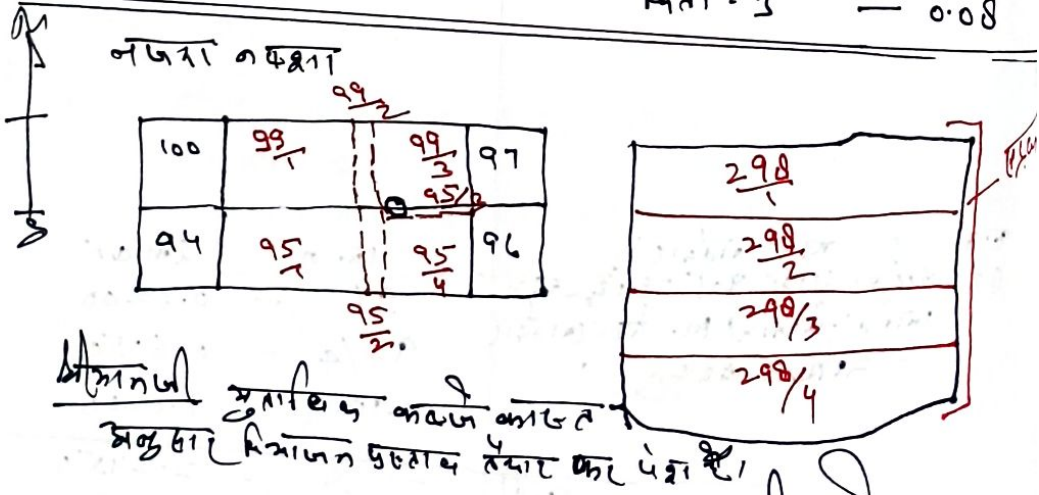 — 0.08
नजरी नक्शा
99/2
100 99/1 99/3 97
95/3
94 95/1 95/4 96
95/2
298/1
298/2
298/3
298/4
श्रीमानजी मुताबिक कब्जे काश्त
अनुसार विभाजन प्रस्ताव तैयार कर पेश है।